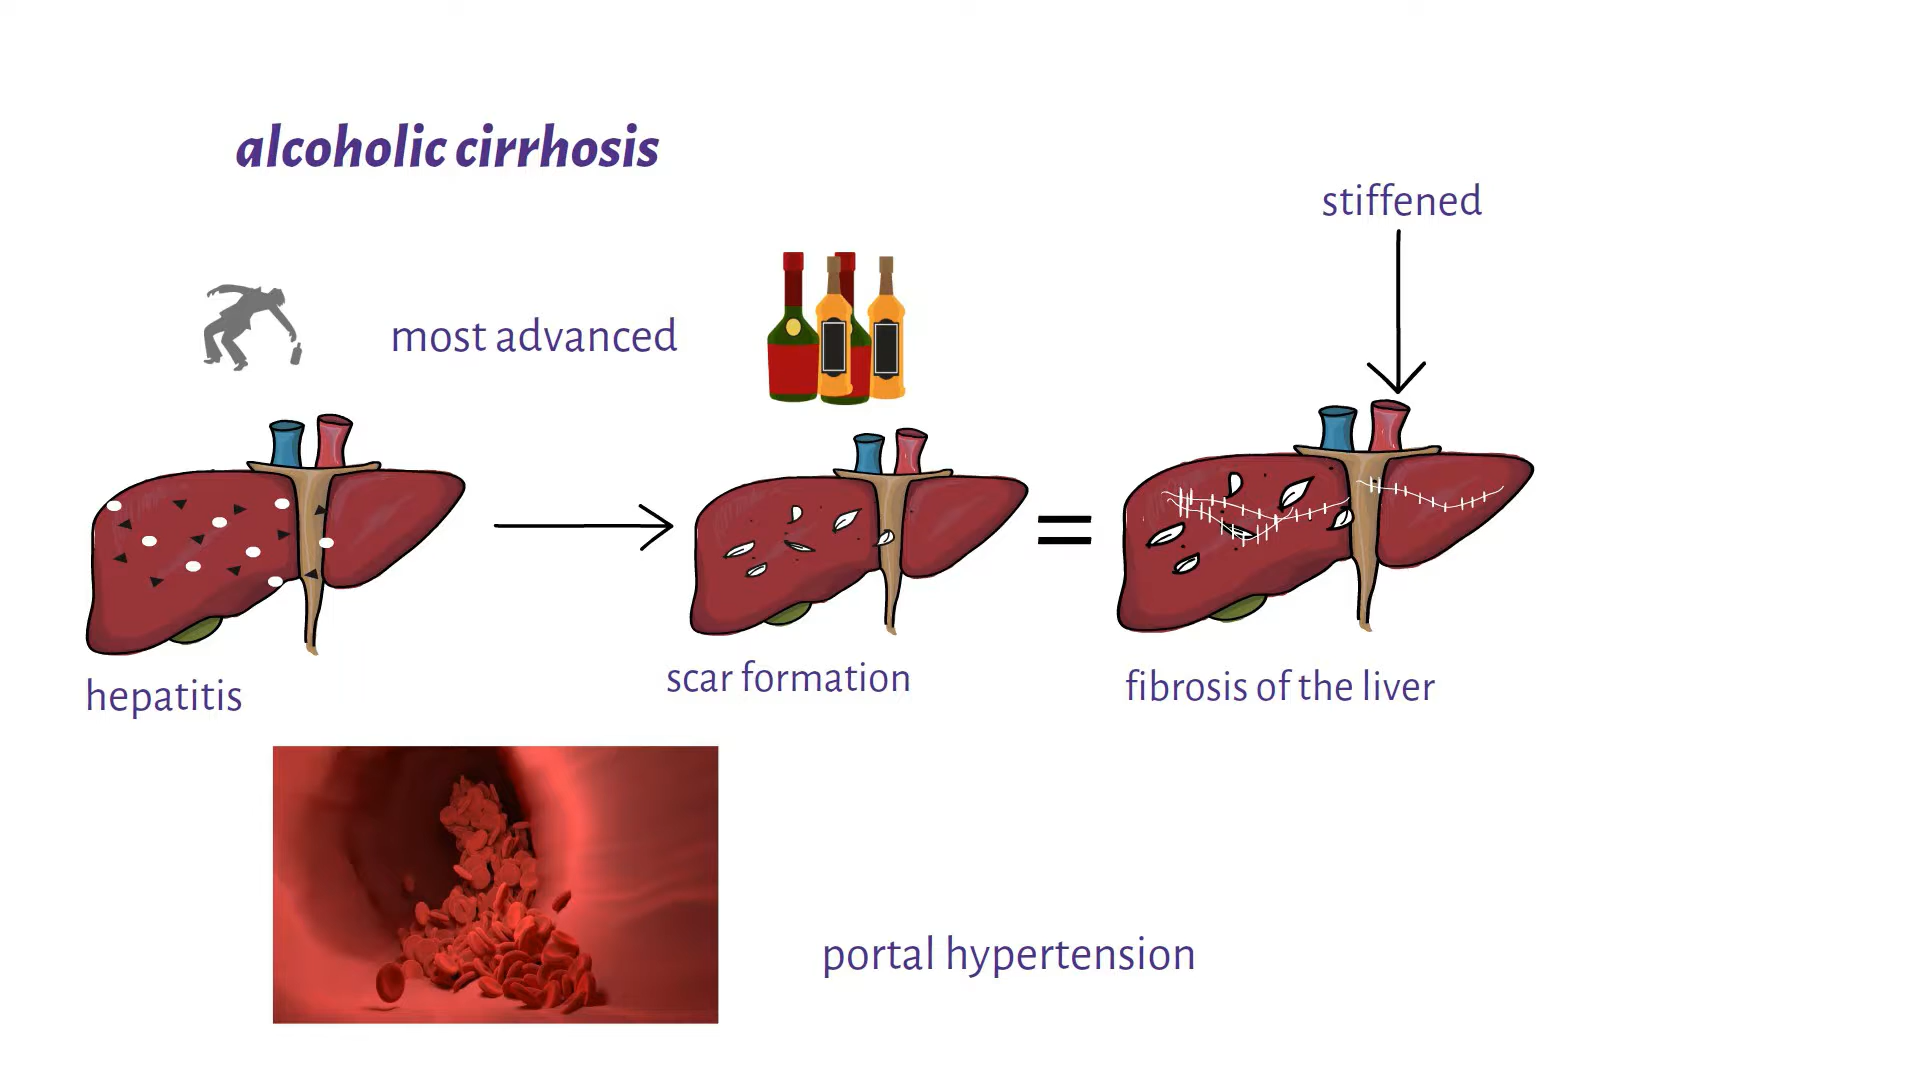 alcoholic cirrhosis
stiffened
most advanced
hepatitis
scar formation
fibrosis of the liver
portal hypertension